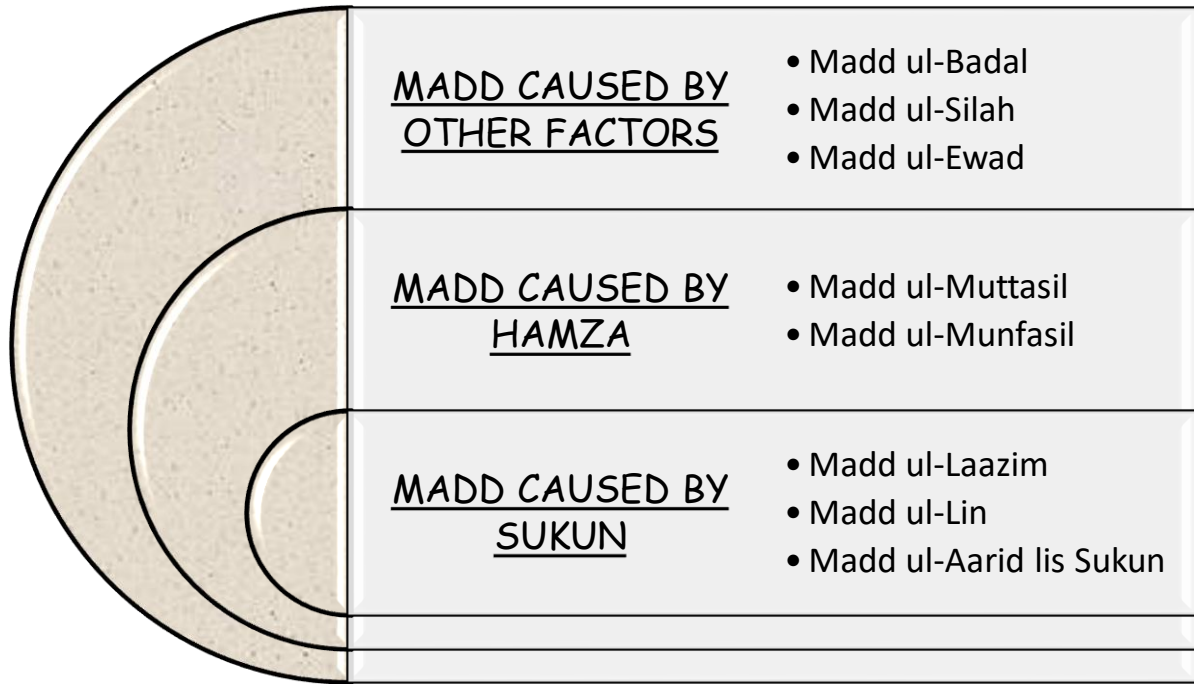 MADD CAUSED BY
OTHER FACTORS
• Madd ul-Badal
• Madd ul-Silah
• Madd ul-Ewad
MADD CAUSED BY
HAMZA
• Madd ul-Muttasil
• Madd ul-Munfasil
MADD CAUSED BY
SUKUN
• Madd ul-Laazim
• Madd ul-Lin
• Madd ul-Aarid lis Sukun